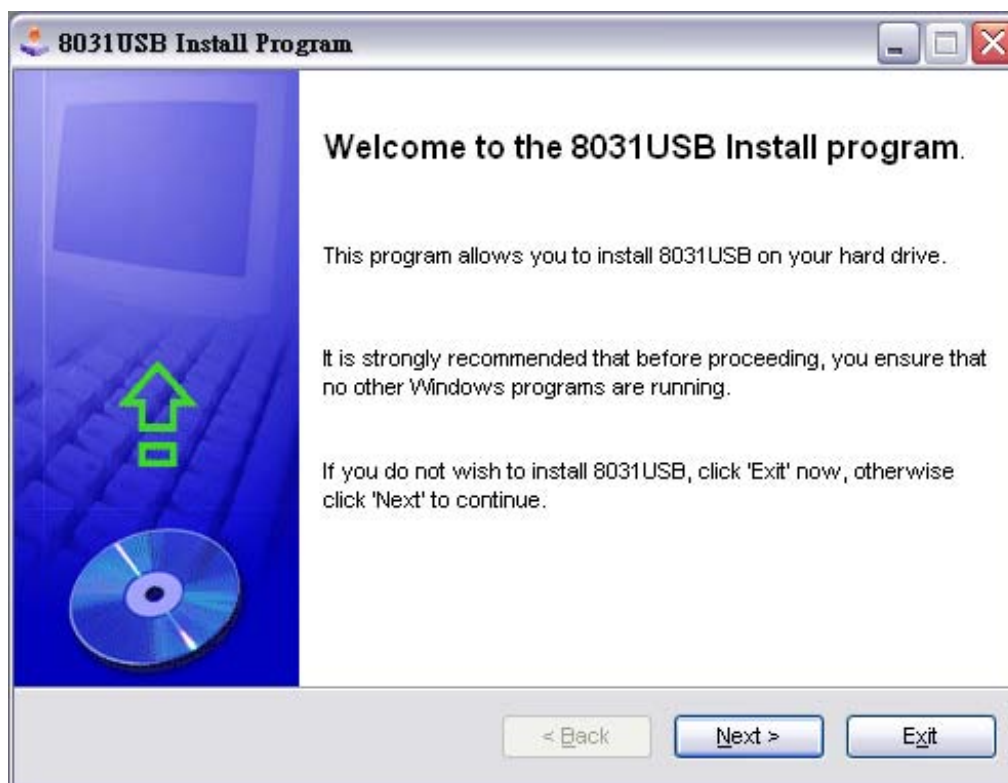 8031USB Install Program
Welcome to the 8031USB Install program.
This program allows you to install 8031USB on your hard drive.
It is strongly recommended that before proceeding, you ensure that
no other Windows programs are running.
If you do not wish to install 8031USB, click 'Exit' now, otherwise
click 'Next' to continue.
< Back
Next >
Exit